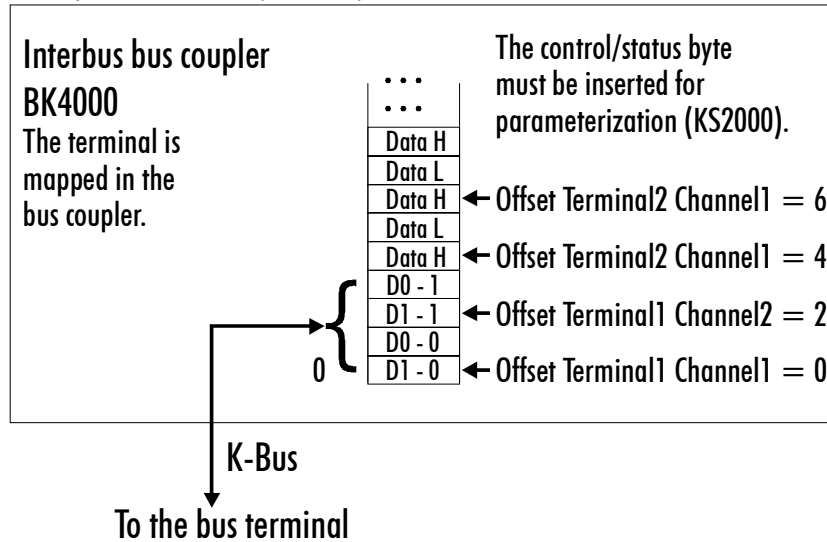 Interbus bus coupler
BK4000
The terminal is
mapped in the
bus coupler.
The control/status byte
must be inserted for
parameterization (KS2000).
...
...
Data H
Data L
Data H ← Offset Terminal2 Channel1 = 6
Data L
Data H ← Offset Terminal2 Channel1 = 4
D0 - 1
D1 - 1 ← Offset Terminal1 Channel2 = 2
D0 - 0
0 D1 - 0 ← Offset Terminal1 Channel1 = 0
K-Bus
To the bus terminal